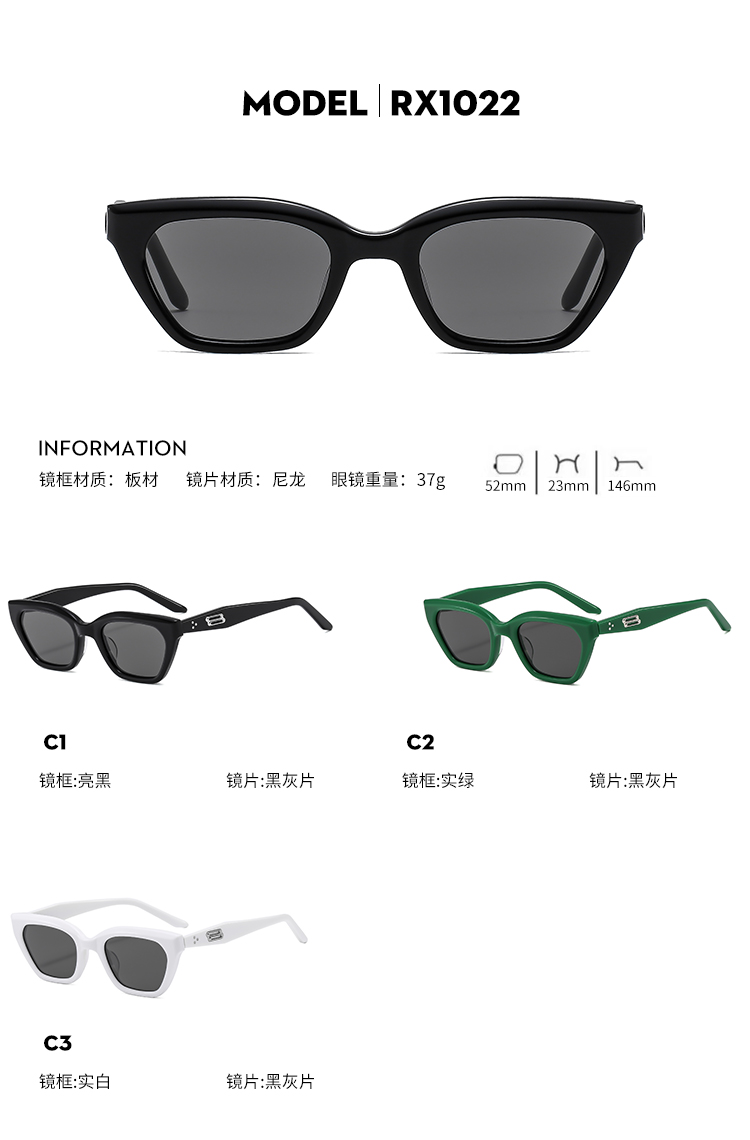 MODEL RX1022
INFORMATION
镜框材质：板材 镜片材质：尼龙 眼镜重量：37g
52mm 23mm 146mm
C1
镜框:亮黑 镜片:黑灰片
C2
镜框:实绿 镜片:黑灰片
C3
镜框:实白 镜片:黑灰片